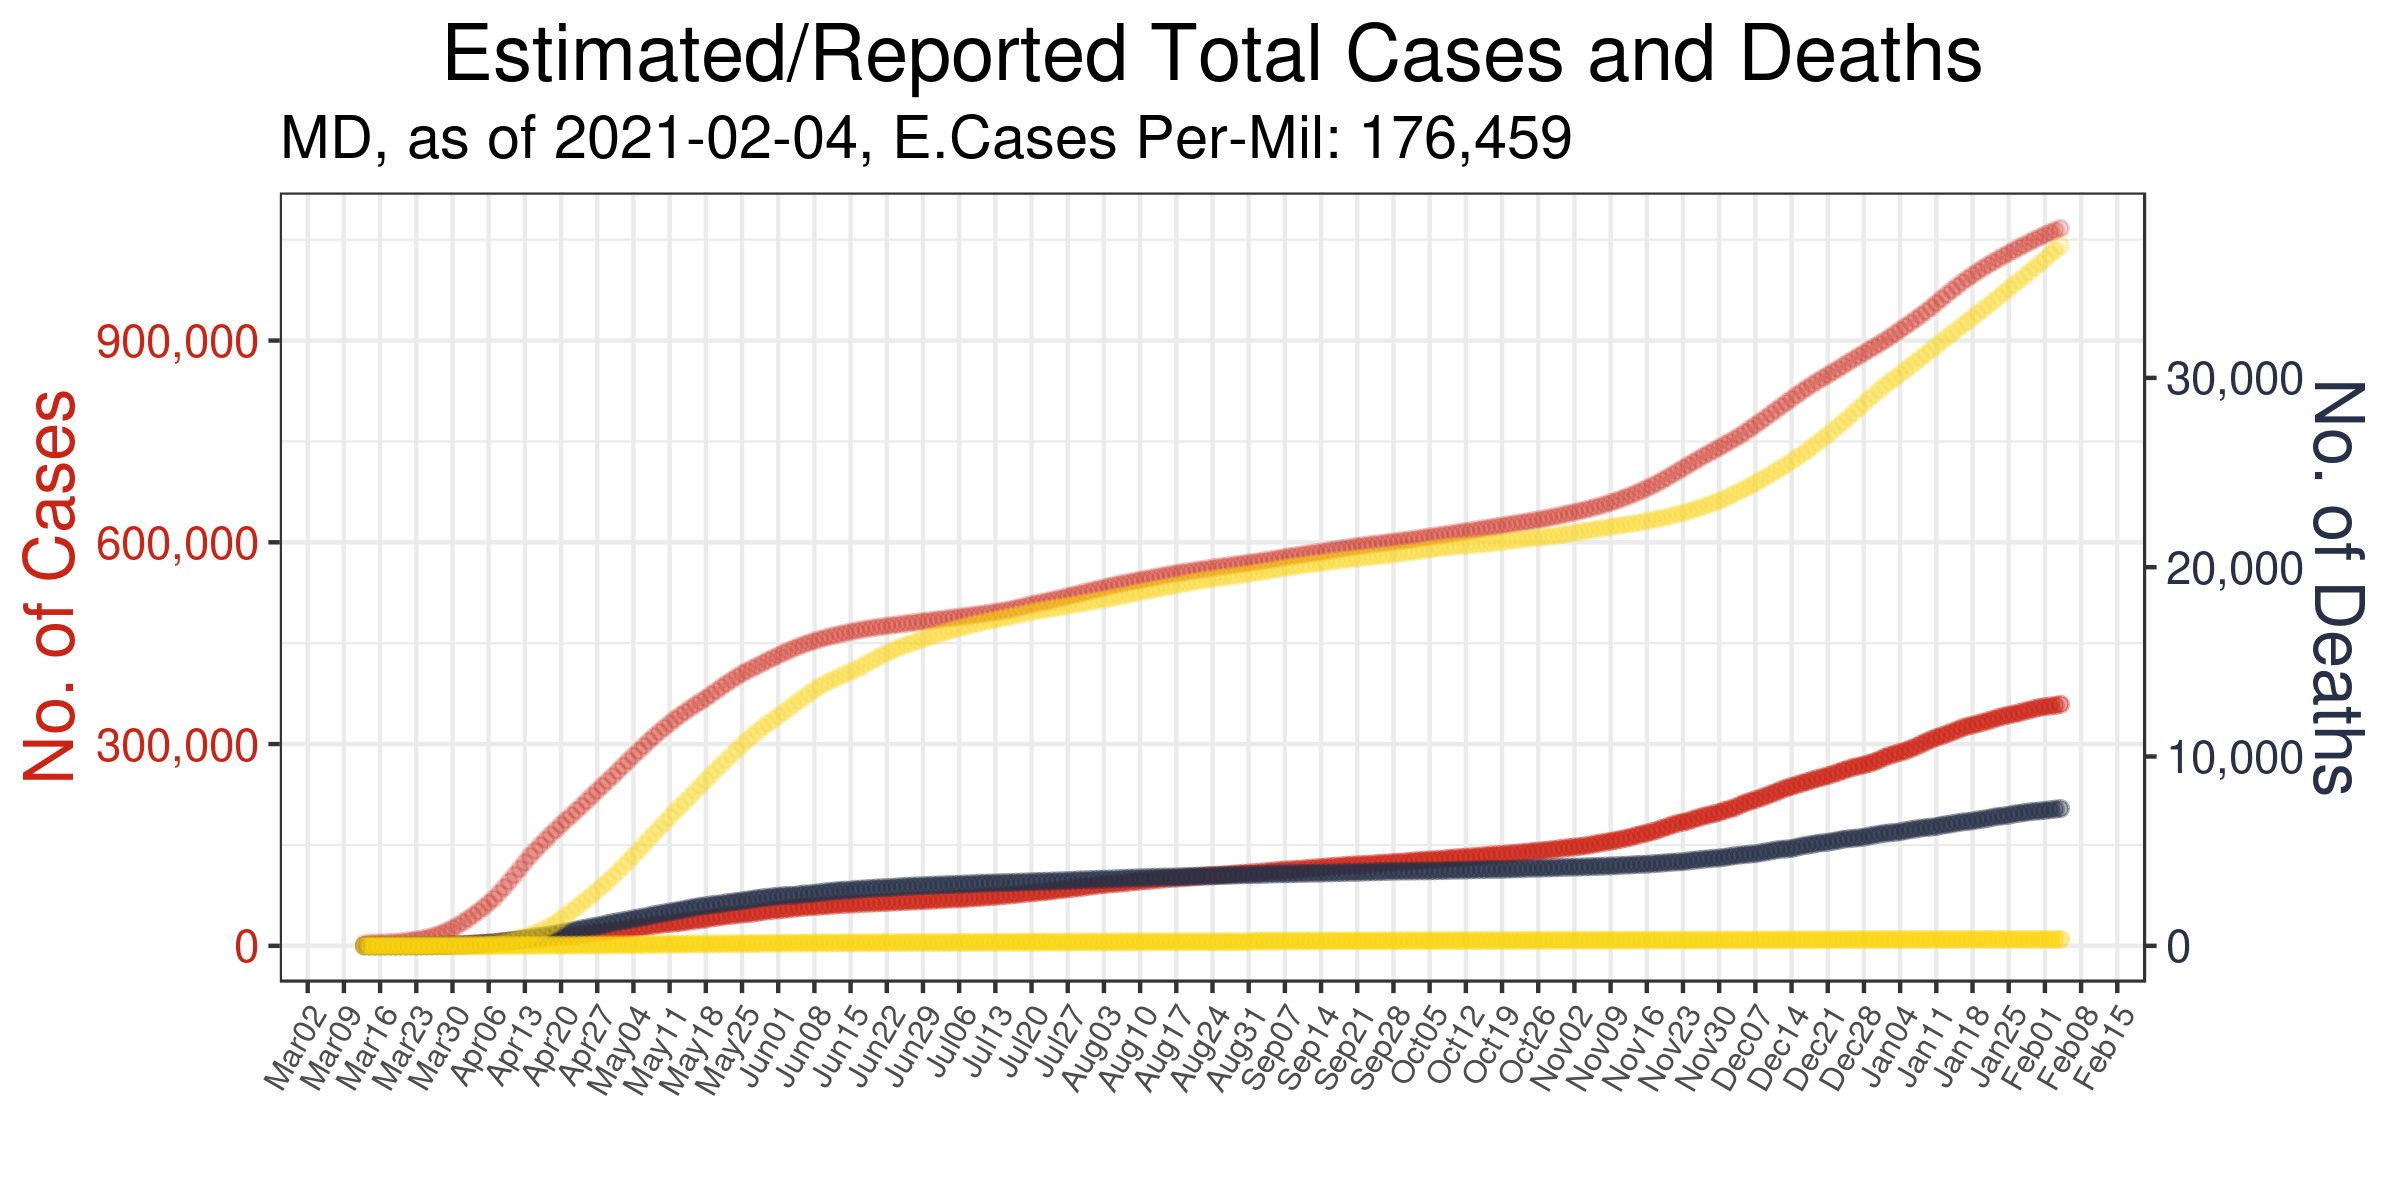 Estimated/Reported Total Cases and Deaths
MD, as of 2021-02-04, E.Cases Per-Mil: 176,459
No. of Cases
900,000
600,000
300,000
0
30,000
20,000
10,000
0
No. of Deaths
Mar02
Mar09
Mar16
Mar23
Mar30
Apr06
Apr13
Apr20
Apr27
May04
May11
May18
May25
Jun01
Jun08
Jun15
Jun22
Jun29
Jul06
Jul13
Jul20
Jul27
Aug03
Aug10
Aug17
Aug24
Aug31
Sep07
Sep14
Sep21
Sep28
Oct05
Oct12
Oct19
Oct26
Nov02
Nov09
Nov16
Nov23
Nov30
Dec07
Dec14
Dec21
Dec28
Jan04
Jan11
Jan18
Jan25
Feb01
Feb08
Feb15